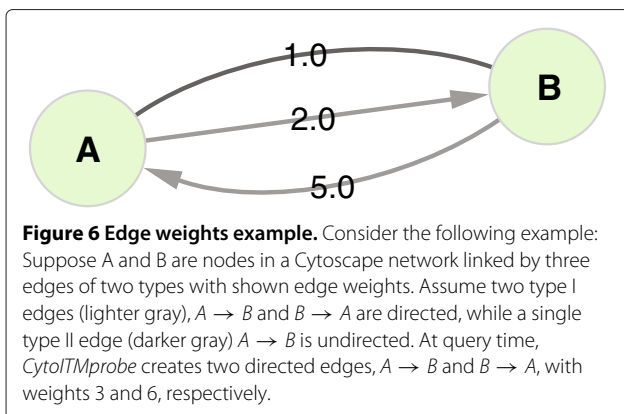 1.0
B
2.0
A
5.0
Figure 6 Edge weights example. Consider the following example:
Suppose A and B are nodes in a Cytoscape network linked by three
edges of two types with shown edge weights. Assume two type I
edges (lighter gray), A → B and B → A are directed, while a single
type II edge (darker gray) A → B is undirected. At query time,
CytoITMprobe creates two directed edges, A → B and B → A, with
weights 3 and 6, respectively.